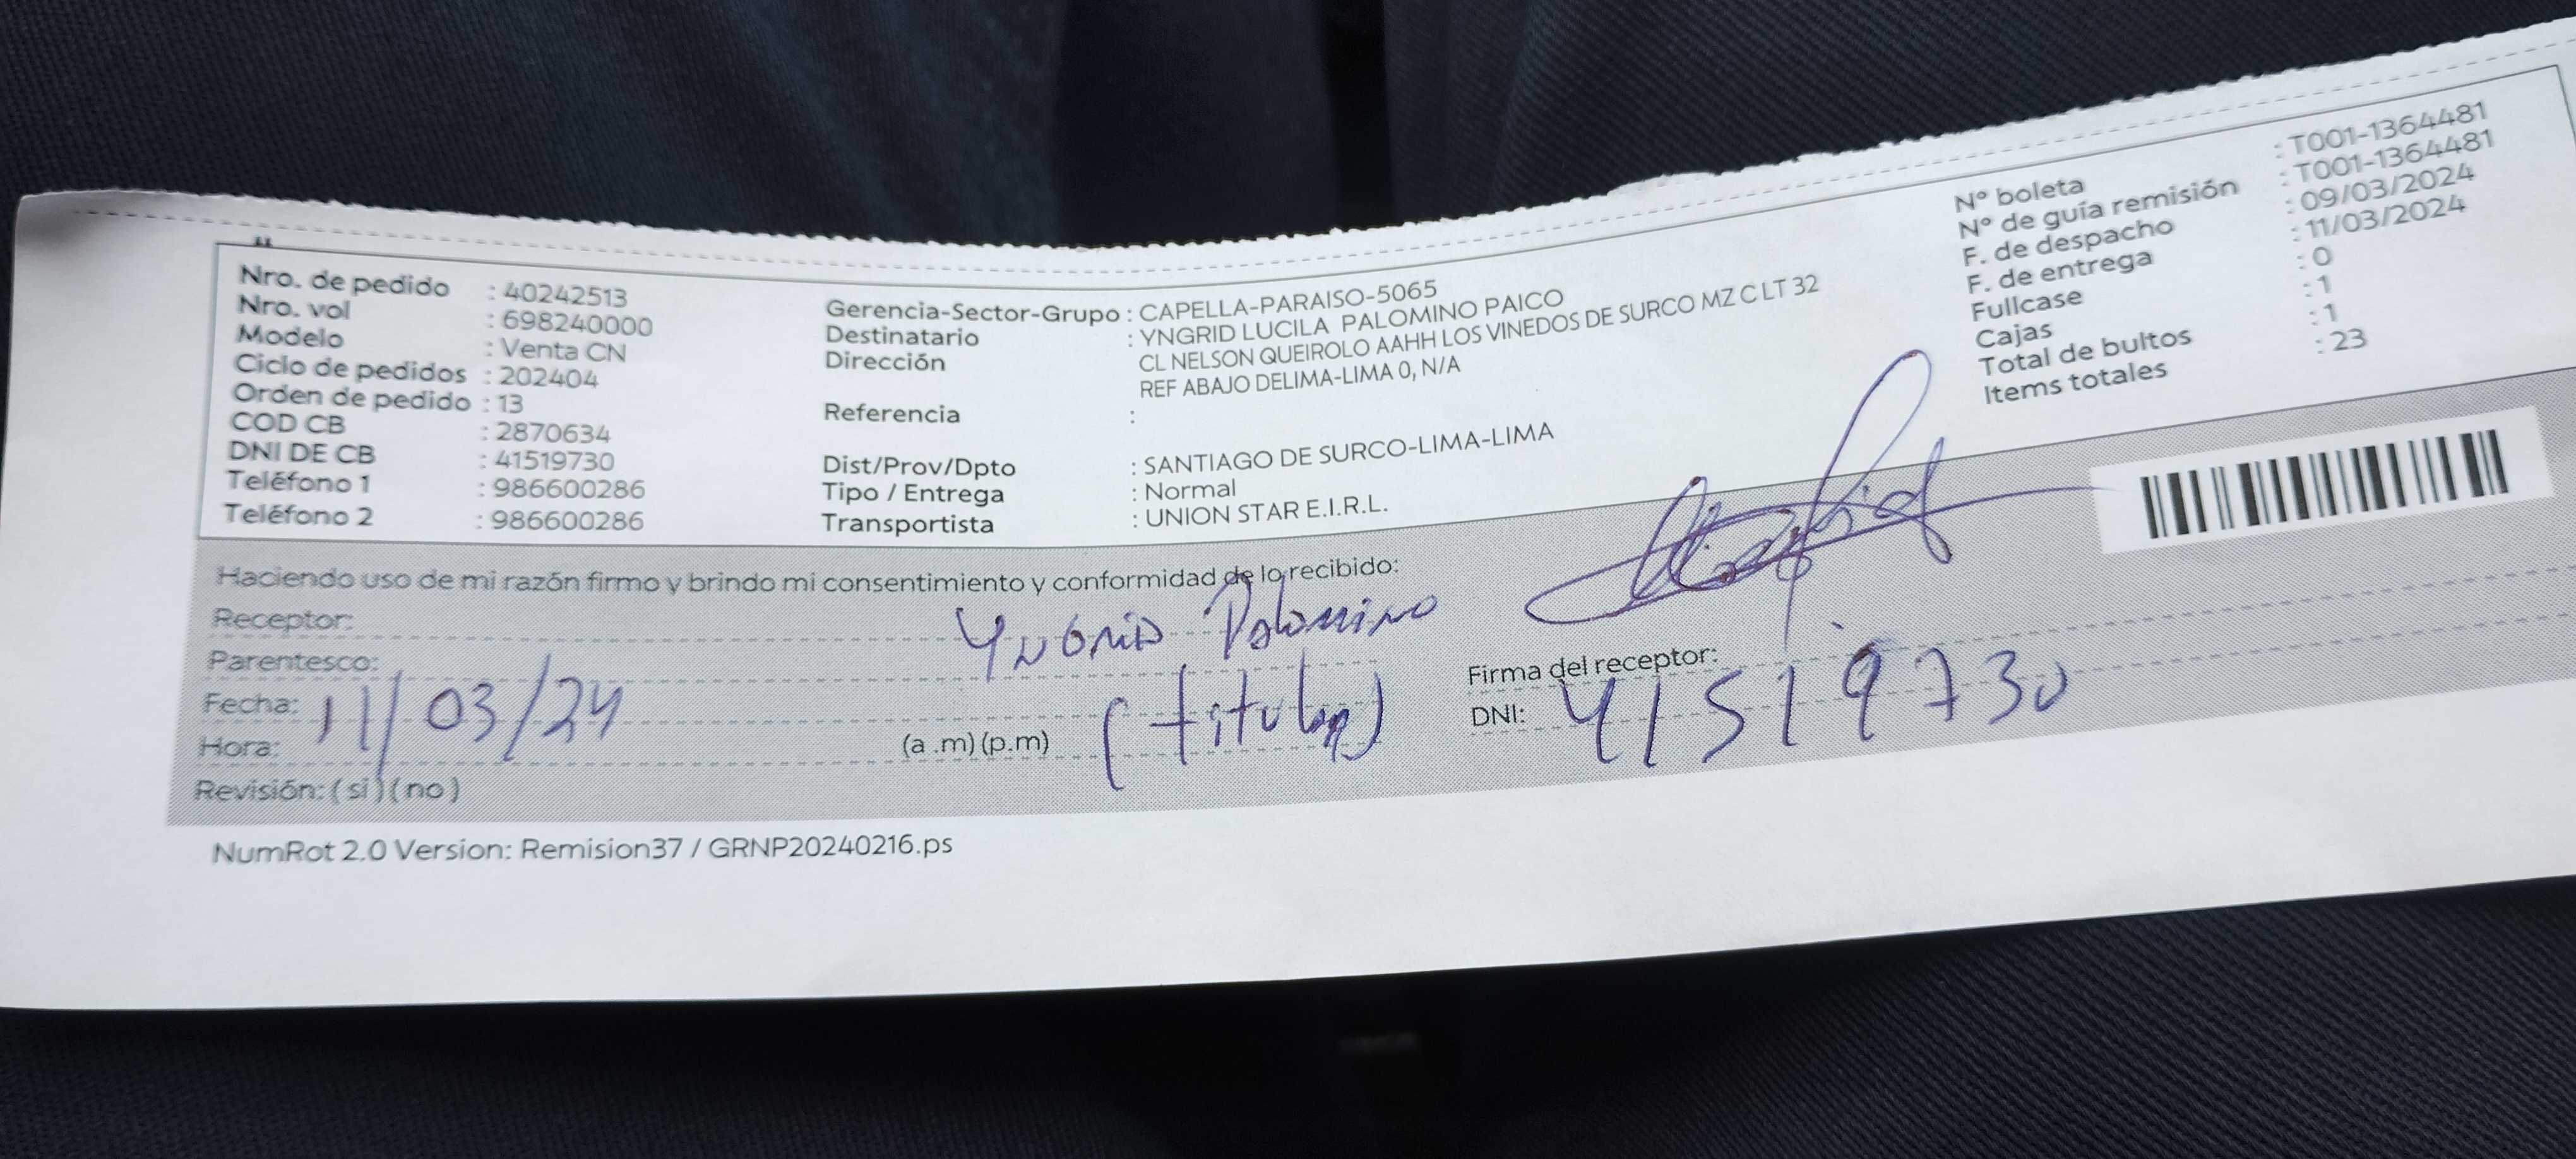 Nro. de pedido : 40242513
Nro. vol : 698240000
Modelo : Venta CN
Ciclo de pedidos : 202404
Orden de pedido : 13
COD CB : 2870634
DNI DE CB : 41519730
Teléfono 1 : 986600286
Teléfono 2 : 986600286
Gerencia-Sector-Grupo : CAPELLA-PARAISO-5065
Destinatario : YNGRID LUCILA PALOMINO PAICO
Dirección CL NELSON QUEIROLO AAHH LOS VINEDOS DE SURCO MZ C LT 32
REF ABAJO DELIMA-LIMA 0, N/A
Referencia :
Dist/Prov/Dpto : SANTIAGO DE SURCO-LIMA-LIMA
Tipo / Entrega : Normal
Transportista : UNION STAR E.I.R.L.
N° boleta : T001-1364481
N° de guía remisión : T001-1364481
F. de despacho : 09/03/2024
F. de entrega : 11/03/2024
Fullcase : 0
Cajas : 1
Total de bultos : 1
Items totales : 23
Haciendo uso de mi razón firmo y brindo mi consentimiento y conformidad de lo recibido:
Receptor: Yngrid Palomino
Parentesco: (titular)
Firma del receptor:
Fecha: 11/03/24
DNI: 41519730
Hora: (a .m) (p.m)
Revisión: ( si ) ( no )
NumRot 2.0 Version: Remision37 / GRNP20240216.ps